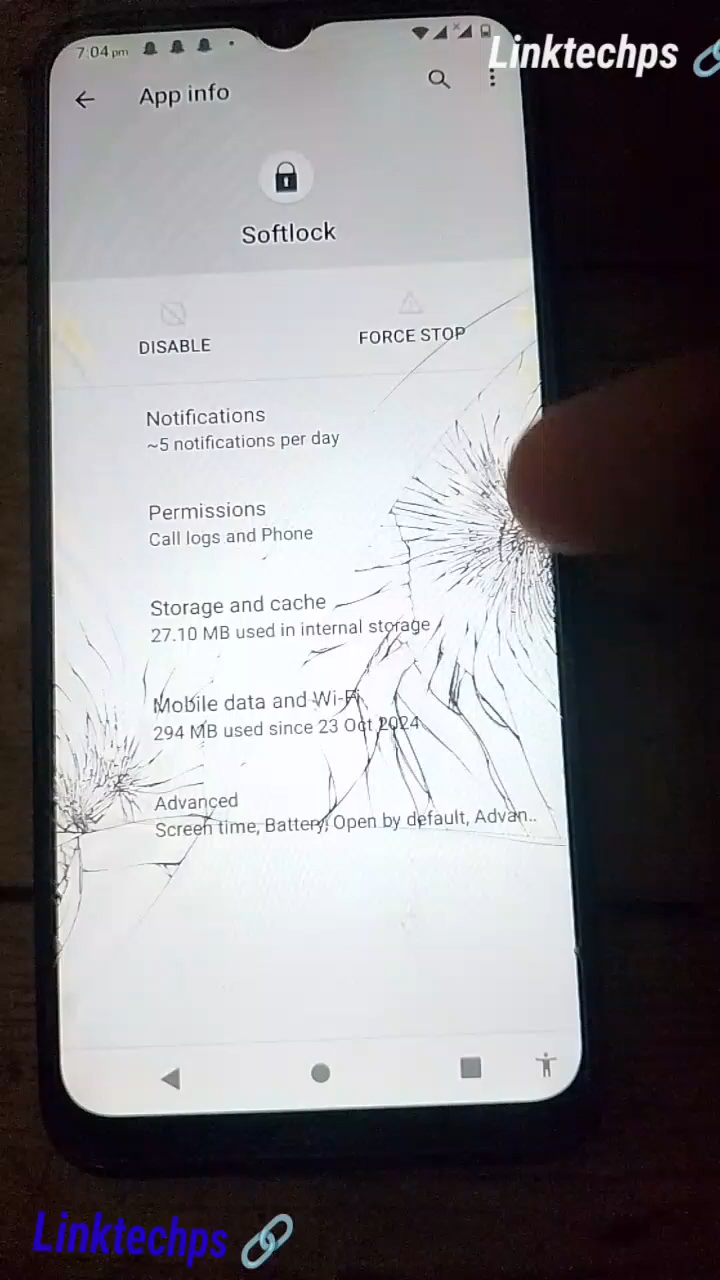 Linktechps
7:04 pm
App info
Softlock
DISABLE
FORCE STOP
Notifications
~5 notifications per day
Permissions
Call logs and Phone
Storage and cache
27.10 MB used in internal storage
Mobile data and Wi-Fi
294 MB used since 23 Oct 2024
Advanced
Screen time, Battery, Open by default, Advan..
Linktechps